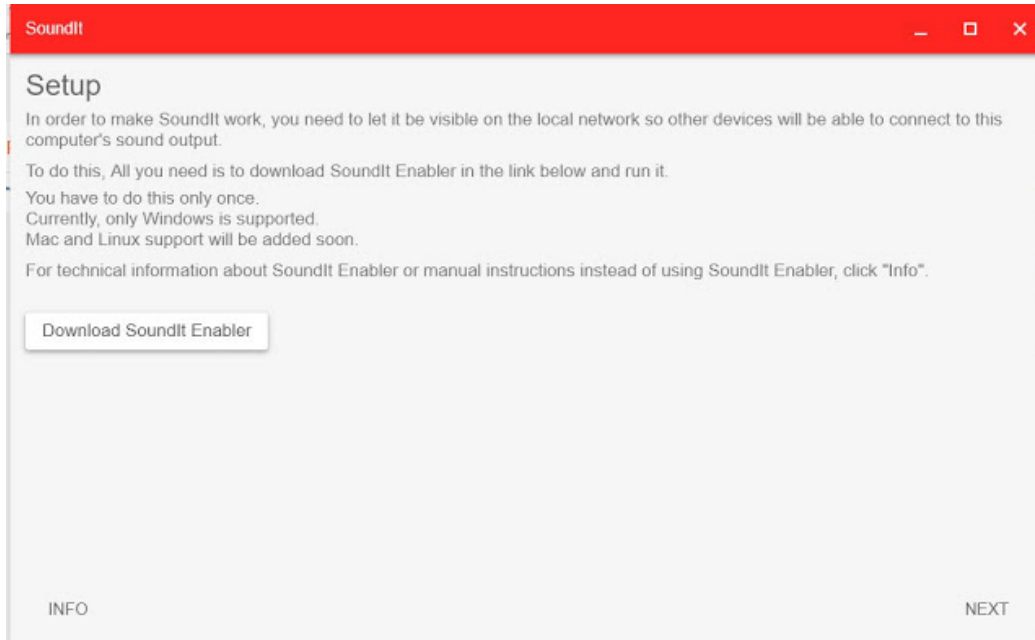 SoundIt
Setup
In order to make SoundIt work, you need to let it be visible on the local network so other devices will be able to connect to this
computer's sound output.
To do this, All you need is to download SoundIt Enabler in the link below and run it.
You have to do this only once.
Currently, only Windows is supported.
Mac and Linux support will be added soon.
For technical information about SoundIt Enabler or manual instructions instead of using SoundIt Enabler, click "Info".
Download SoundIt Enabler
INFO
NEXT